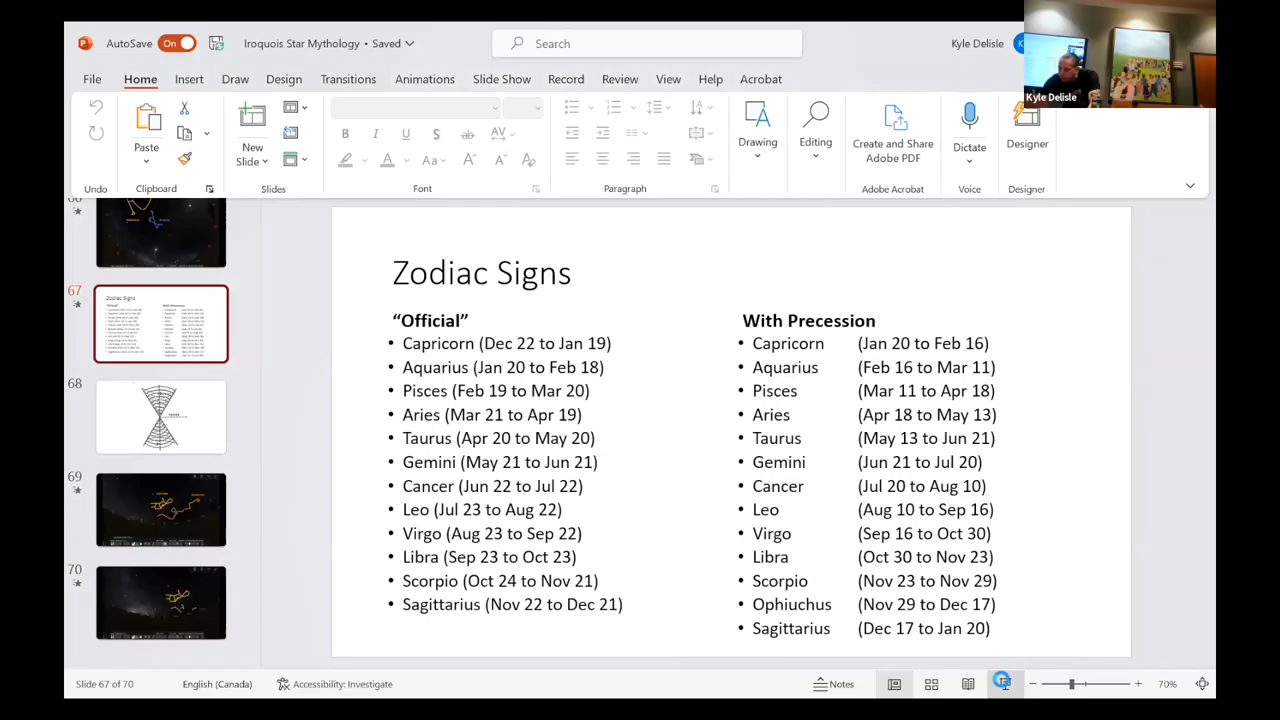 AutoSave On Iroquois Star Mythology • Saved Search Kyle Delisle
Kyle Delisle
File Home Insert Draw Design Transitions Animations Slide Show Record Review View Help Acrobat
Paste
New
Slide
B I U S ab AV
Aa A A
Drawing
Editing
Create and Share
Adobe PDF
Dictate
Designer
Undo Clipboard Slides Font Paragraph Adobe Acrobat Voice Designer
66
67
68
69
70
Zodiac Signs
“Official”
• Capricorn (Dec 22 to Jan 19)
• Aquarius (Jan 20 to Feb 18)
• Pisces (Feb 19 to Mar 20)
• Aries (Mar 21 to Apr 19)
• Taurus (Apr 20 to May 20)
• Gemini (May 21 to Jun 21)
• Cancer (Jun 22 to Jul 22)
• Leo (Jul 23 to Aug 22)
• Virgo (Aug 23 to Sep 22)
• Libra (Sep 23 to Oct 23)
• Scorpio (Oct 24 to Nov 21)
• Sagittarius (Nov 22 to Dec 21)
With Precession
• Capricorn (Jan 20 to Feb 16)
• Aquarius (Feb 16 to Mar 11)
• Pisces (Mar 11 to Apr 18)
• Aries (Apr 18 to May 13)
• Taurus (May 13 to Jun 21)
• Gemini (Jun 21 to Jul 20)
• Cancer (Jul 20 to Aug 10)
• Leo (Aug 10 to Sep 16)
• Virgo (Sep 16 to Oct 30)
• Libra (Oct 30 to Nov 23)
• Scorpio (Nov 23 to Nov 29)
• Ophiuchus (Nov 29 to Dec 17)
• Sagittarius (Dec 17 to Jan 20)
Slide 67 of 70 English (Canada) Accessibility: Investigate Notes 70%